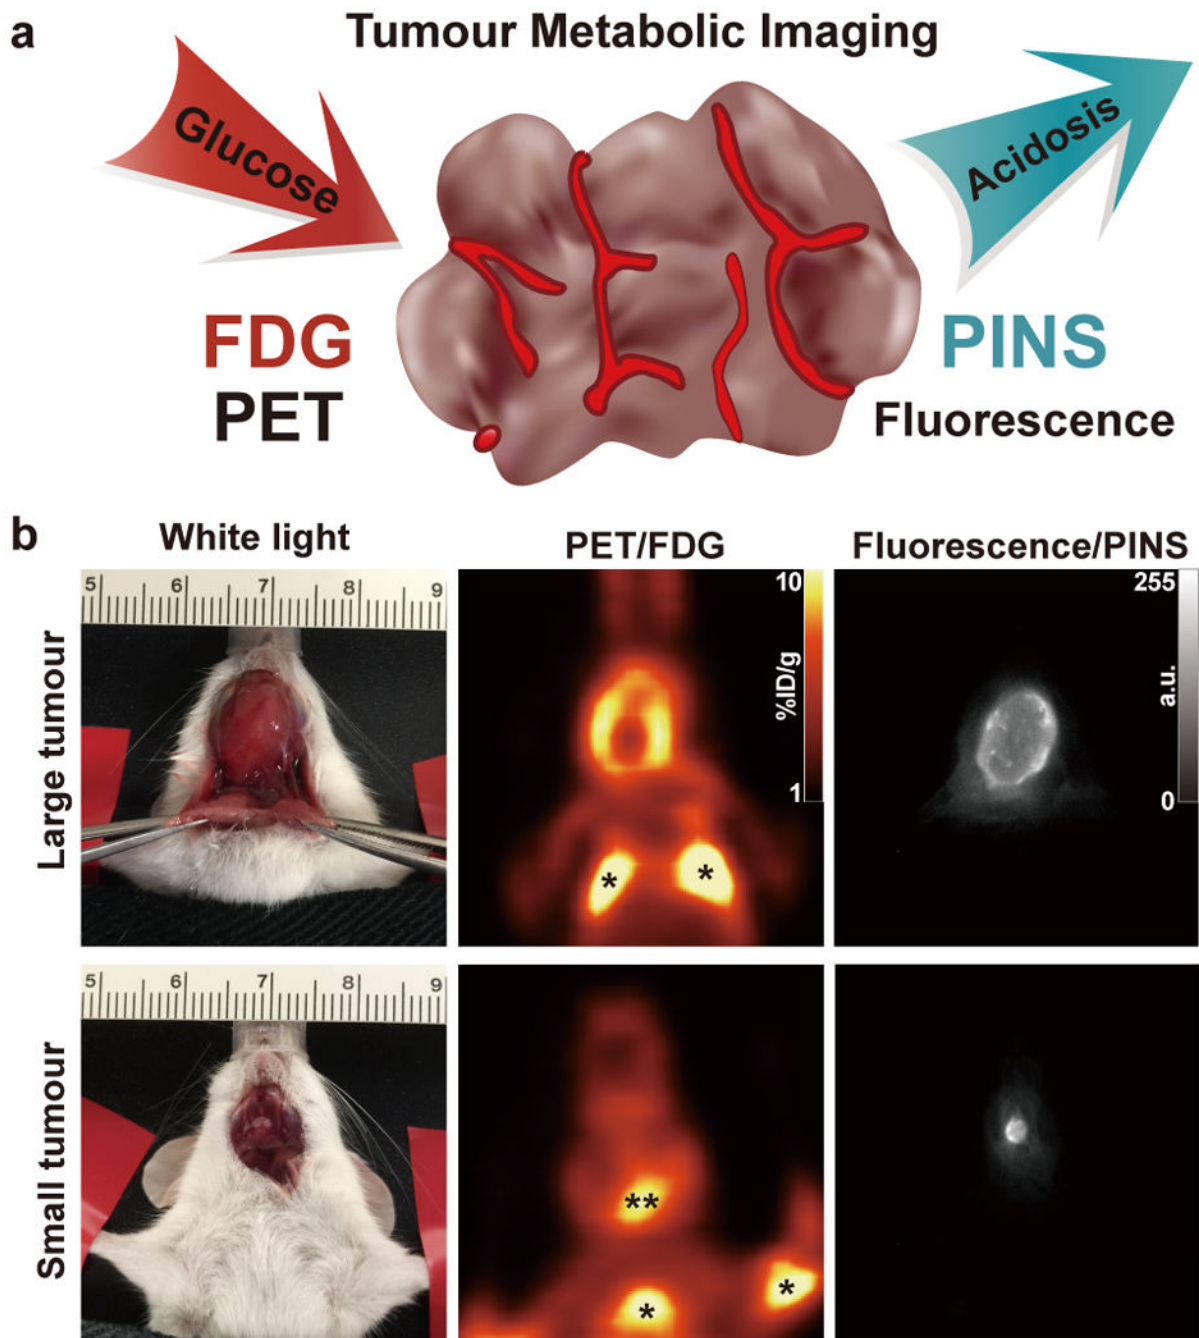 a
Tumour Metabolic Imaging
Glucose
Acidosis
FDG
PET
PINS
Fluorescence
b
White light
PET/FDG
Fluorescence/PINS
Large tumour
5 6 7 8 9
10
%ID/g
1
* *
255
a.u.
0
Small tumour
5 6 7 8 9
**
* *